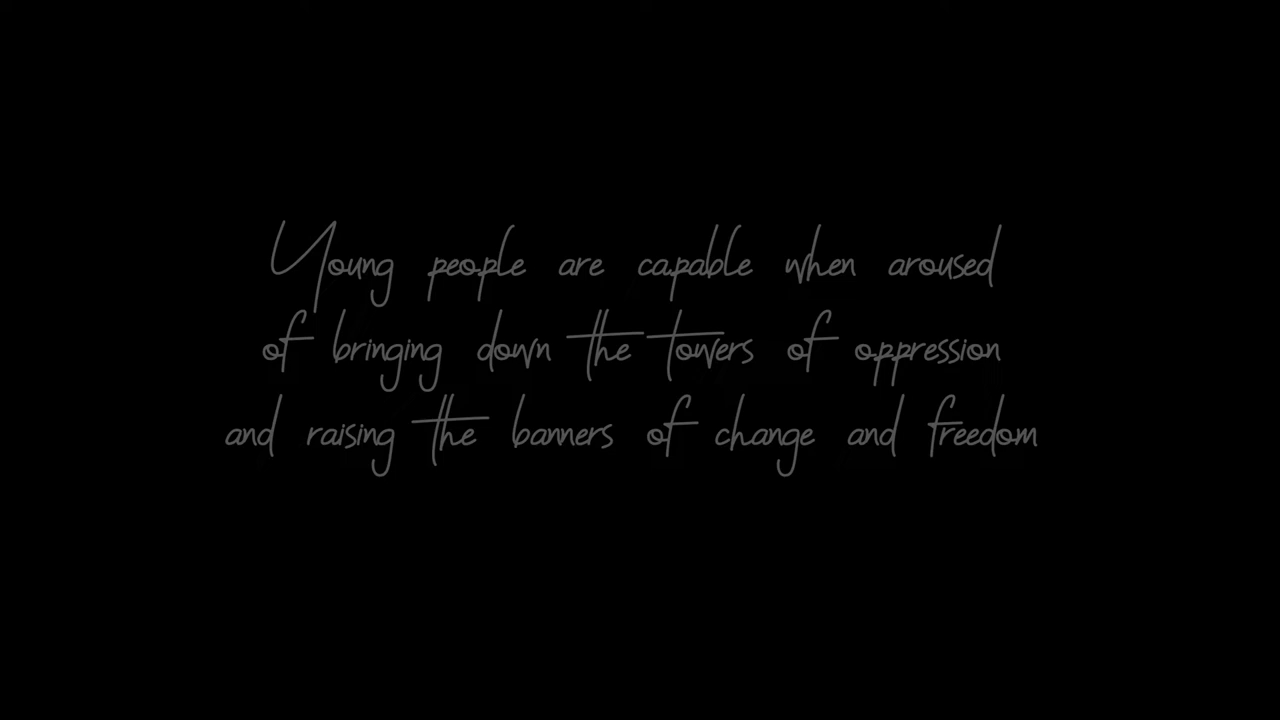 Young people are capable when aroused
of bringing down the towers of oppression
and raising the banners of change and freedom